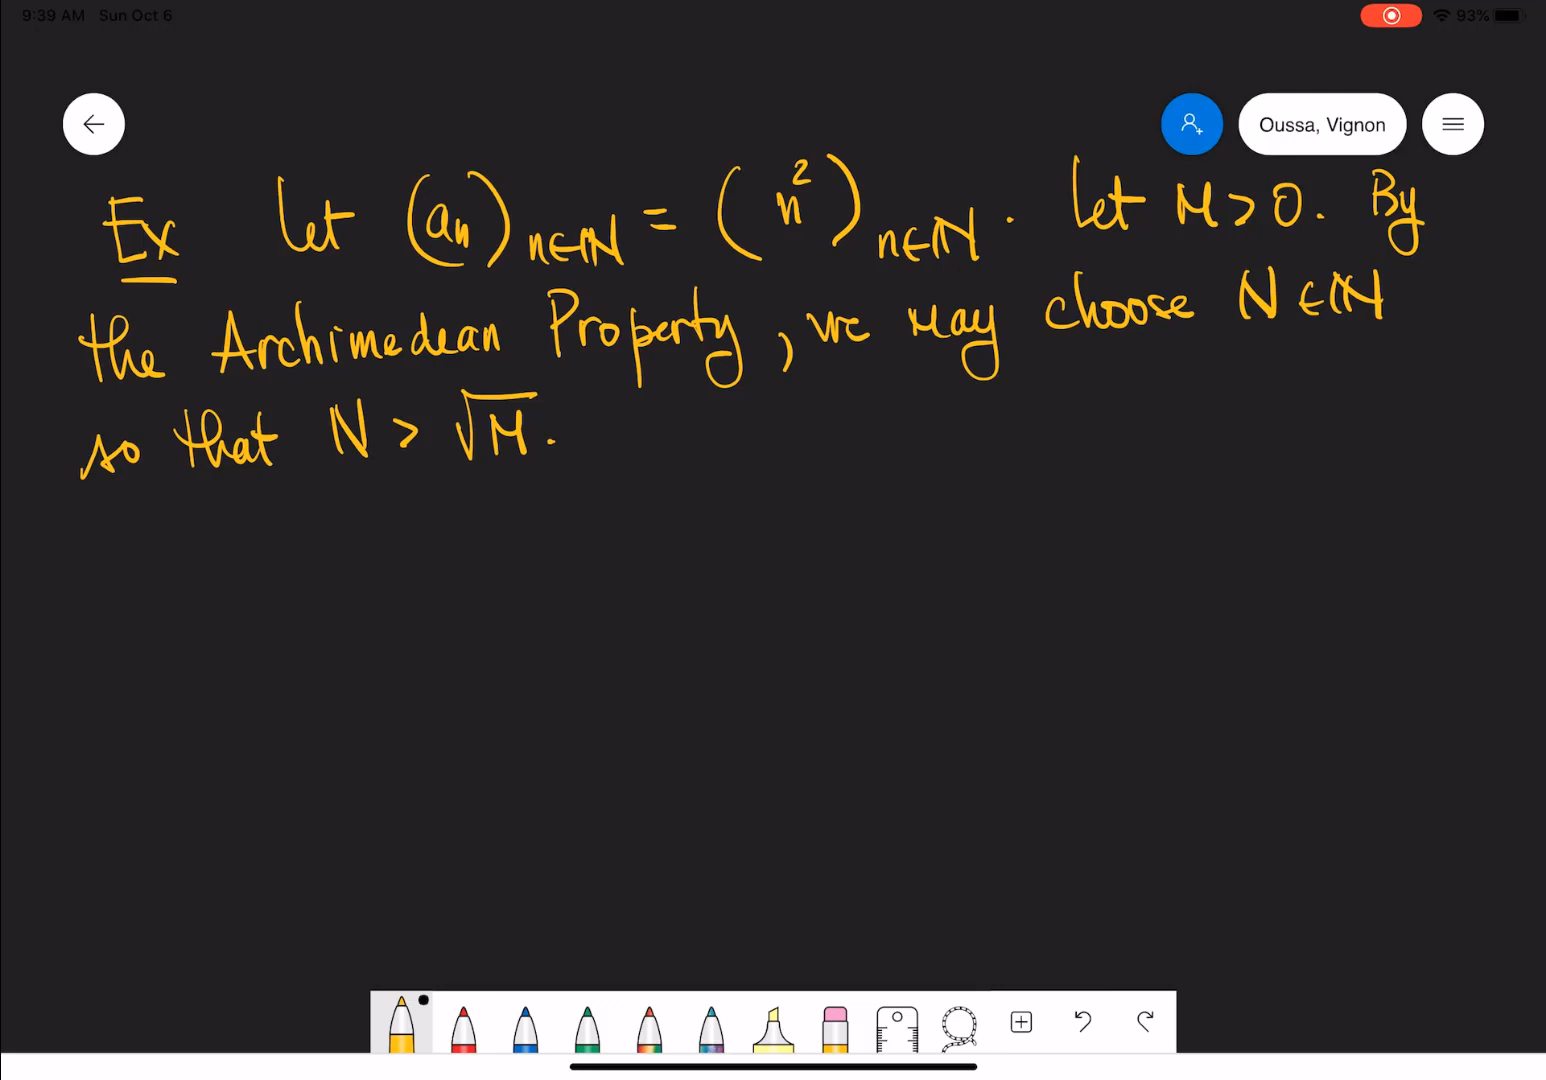 9:39 AM Sun Oct 6
93%
Oussa, Vignon
Ex Let (aₙ)ₙ∈ℕ = (n²)ₙ∈ℕ. Let M > 0. By
the Archimedean Property, we may choose N ∈ ℕ
so that N > √M.